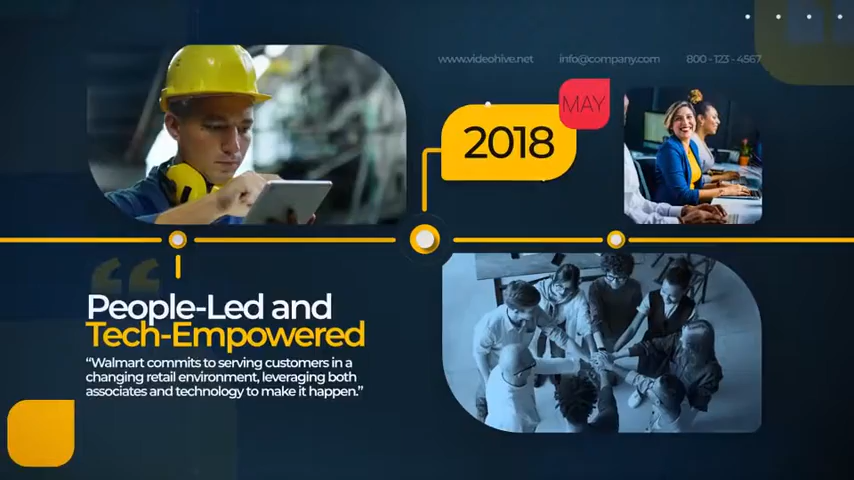 www.videohive.net info@company.com 800 - 123 - 4567
MAY
2018
People-Led and
Tech-Empowered
“Walmart commits to serving customers in a
changing retail environment, leveraging both
associates and technology to make it happen.”